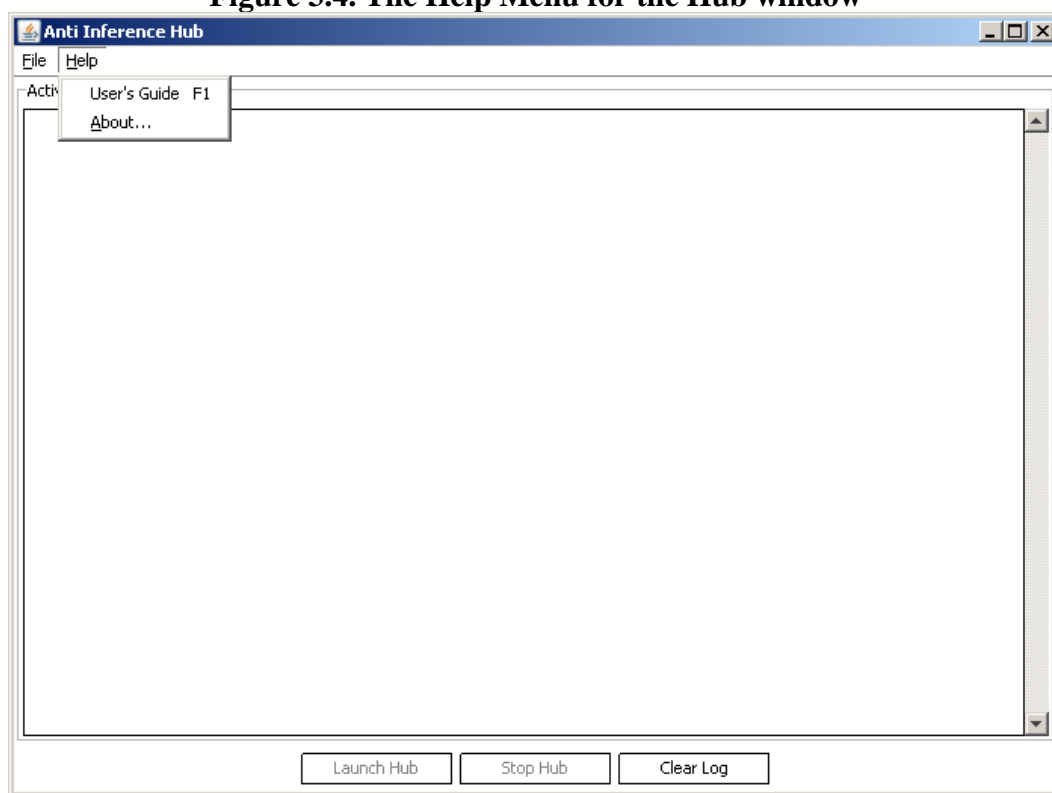 Figure 5.4. The Help Menu for the Hub window
Anti Inference Hub
File Help
Activ
User's Guide F1
About...
Launch Hub Stop Hub Clear Log